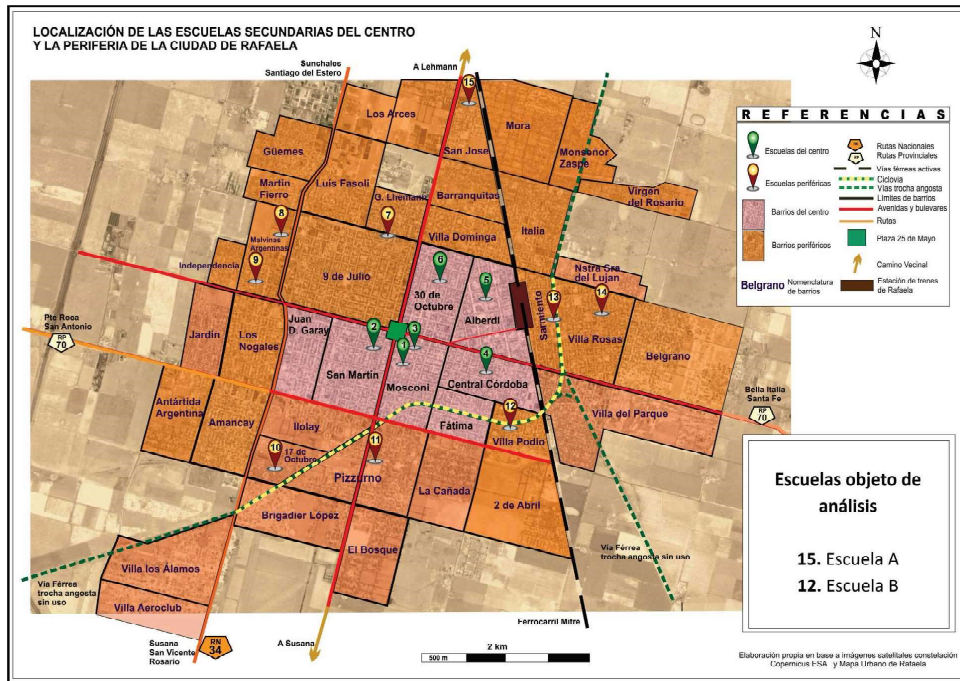 LOCALIZACIÓN DE LAS ESCUELAS SECUNDARIAS DEL CENTRO
Y LA PERIFERIA DE LA CIUDAD DE RAFAELA
N
Sunchales
Santiago del Estero
A Lehmann
15
Los Arces
Mora
San José
Monseñor
Zaspe
Güemes
Martín
Fierro
Luis Fasoli
G. Lhemann
Barranquitas
Virgen
del Rosario
8
7
Malvinas
Argentinas
Villa Dominga
Italia
9
Independencia
9 de Julio
6
5
Nstra Sra
del Lujan
30 de
Octubre
13
14
Alberdi
Sarmiento
Villa Rosas
Belgrano
Pte Roca
San Antonio
RP
70
Jardín
Los
Nogales
Juan
D. Garay
2
3
1
4
San Martín
Mosconi
Central Córdoba
Bella Italia
Santa Fe
RP
70
Antártida
Argentina
Amancay
Ilolay
12
Fátima
Villa Podio
Villa del Parque
10
17 de
Octubre
11
Pizzurno
La Cañada
2 de Abril
Brigadier López
El Bosque
Villa los Álamos
Villa Aeroclub
Vía Férrea
trocha angosta
sin uso
Vía Férrea
trocha angosta sin uso
Susana
San Vicente
Rosario
RN
34
A Susana
Ferrocarril Mitre
2 km
500 m
REFERENCIAS
Escuelas del centro
Escuelas periféricas
Barrios del centro
Barrios periféricos
Belgrano Nomenclatura
de barrios
Rutas Nacionales
Rutas Provinciales
Vías férreas activas
Ciclovía
Vías trocha angosta
Límites de barrios
Avenidas y bulevares
Rutas
Plaza 25 de Mayo
Camino Vecinal
Estación de trenes
de Rafaela
Escuelas objeto de
análisis
15. Escuela A
12. Escuela B
Elaboración propia en base a imágenes satelitales constelación
Copernicus ESA y Mapa Urbano de Rafaela